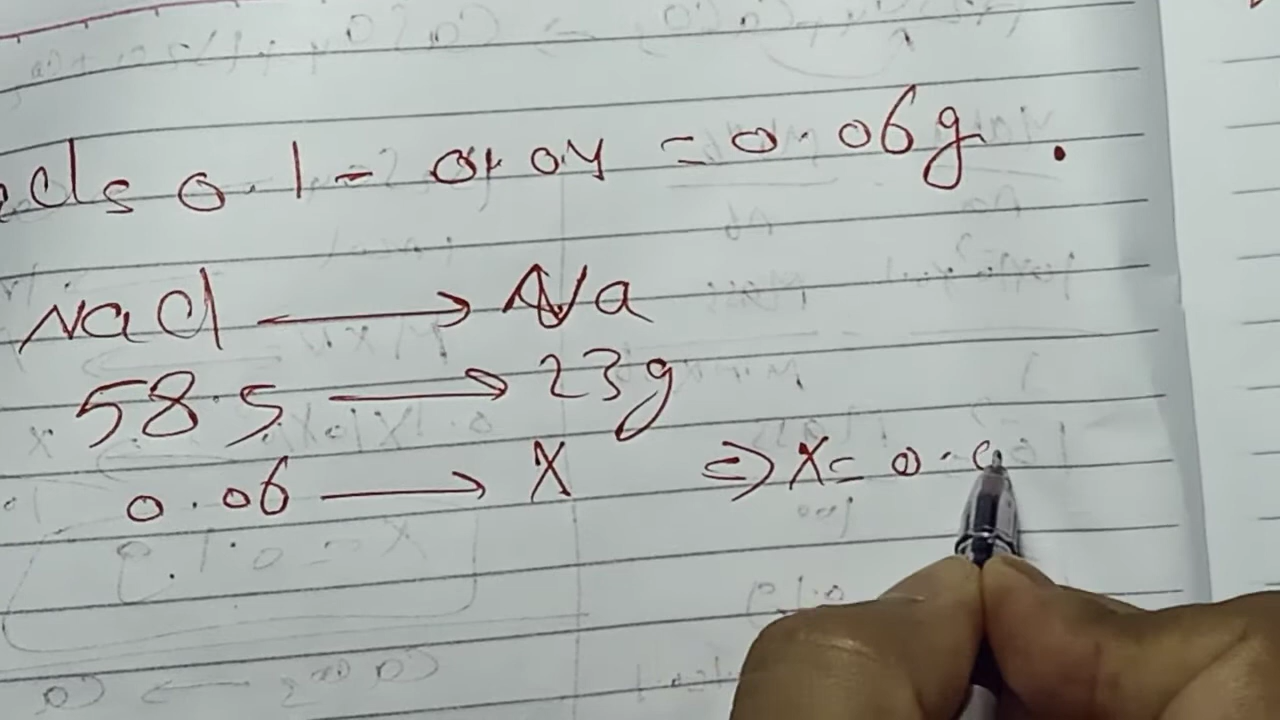 0.1 - 0.04 = 0.06g.
NaCl → Na
58.5 → 23g
0.06 → X ⇒ X = 0.0